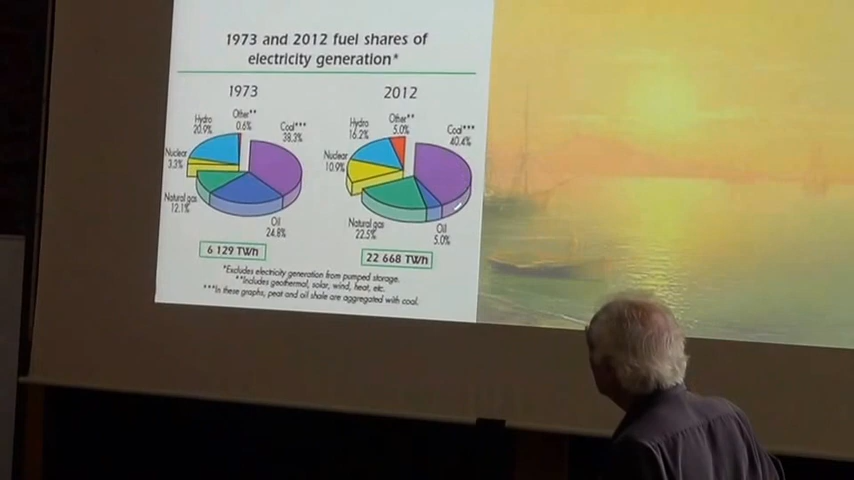 1973 and 2012 fuel shares of
electricity generation*
1973
Hydro
20.9%
Other**
0.6%
Coal***
38.3%
Nuclear
3.3%
Natural gas
12.1%
Oil
24.8%
6 129 TWh
2012
Hydro
16.2%
Other**
5.0%
Coal***
40.4%
Nuclear
10.9%
Natural gas
22.5%
Oil
5.0%
22 668 TWh
*Excludes electricity generation from pumped storage.
**Includes geothermal, solar, wind, heat, etc.
***In these graphs, peat and oil shale are aggregated with coal.